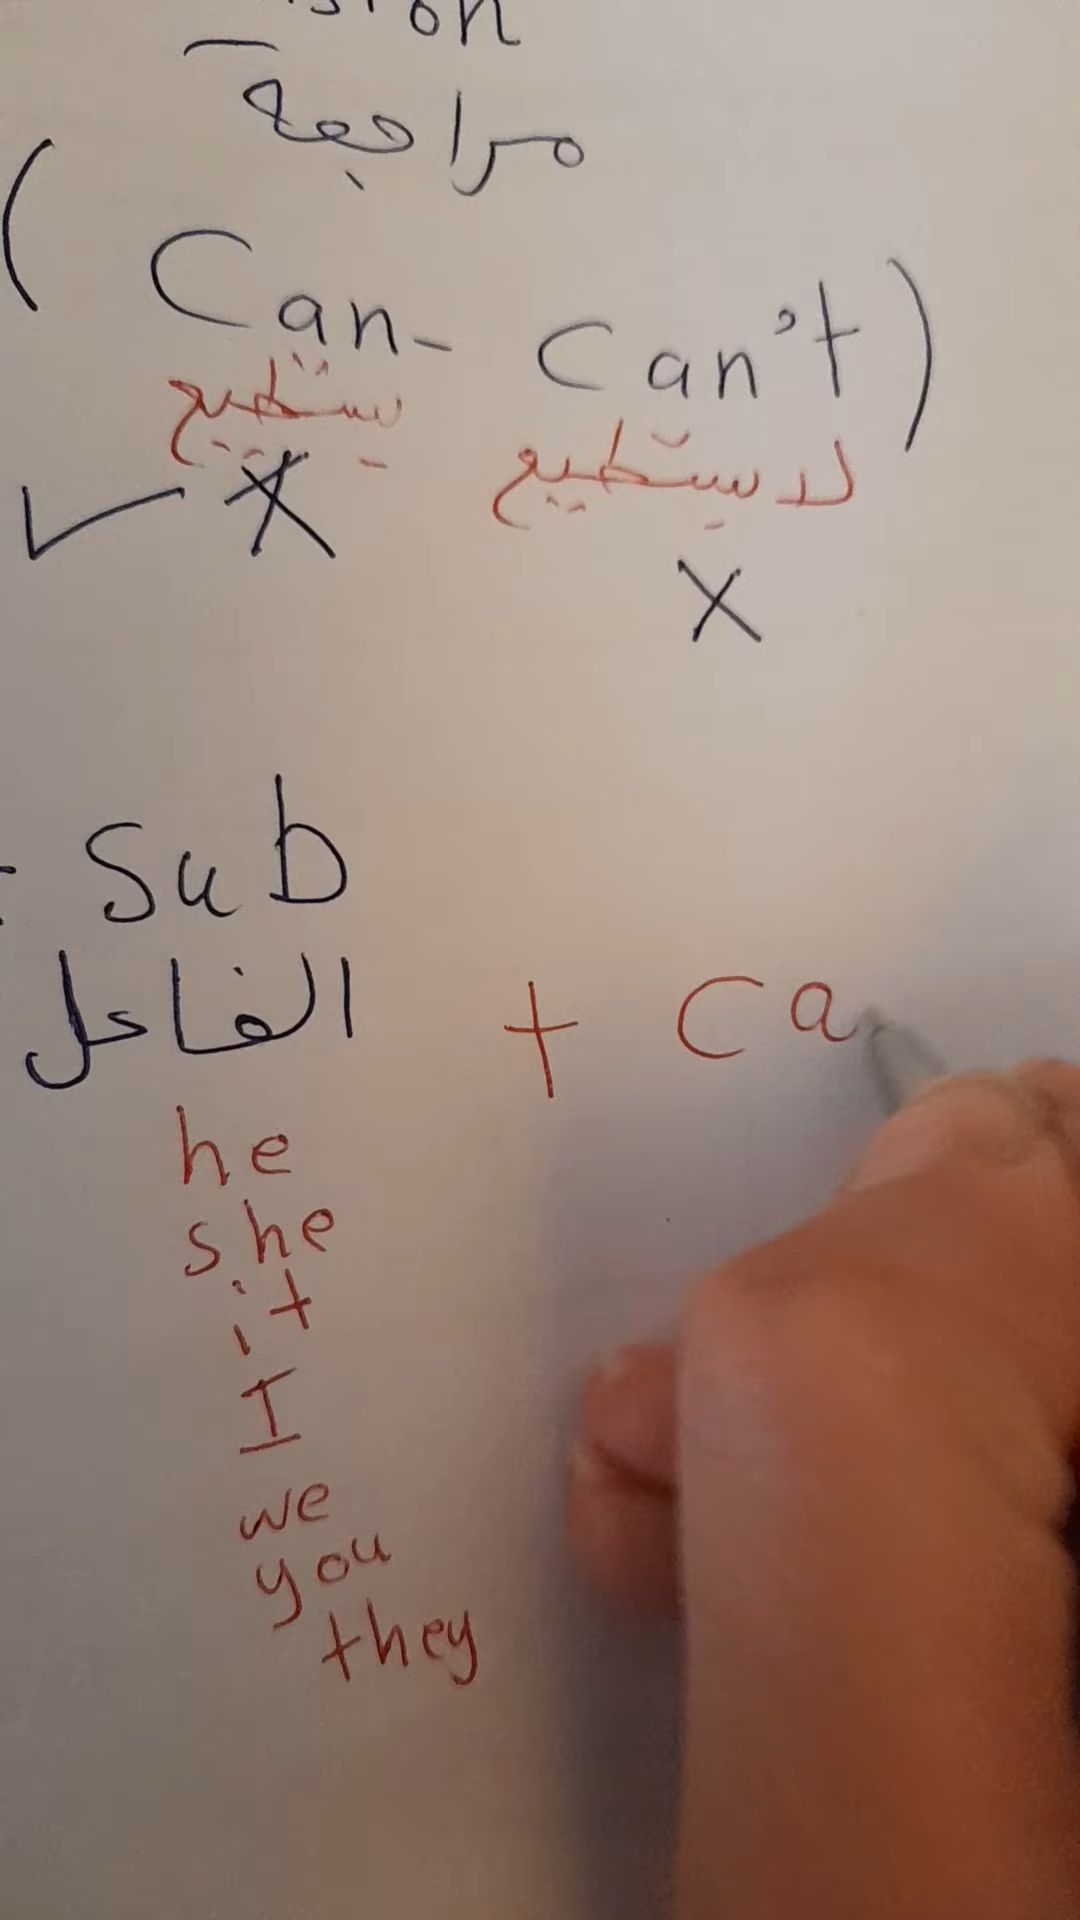 مراجعة
(Can - Can't)
يستطيع لا يستطيع
✓ X
X
: Sub
الفاعل + Ca
he
she
it
I
we
you
they